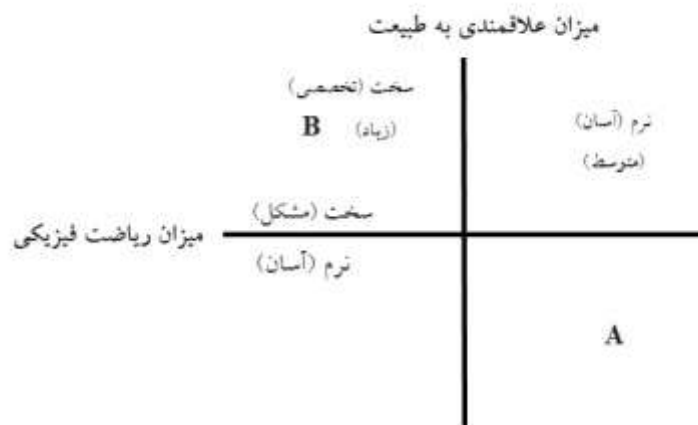 میزان علاقمندی به طبیعت
سخت (تخصصی)
نرم (آسان)
B (زیاد)
(متوسط)
سخت (مشکل)
میزان ریاضت فیزیکی
نرم (آسان)
A